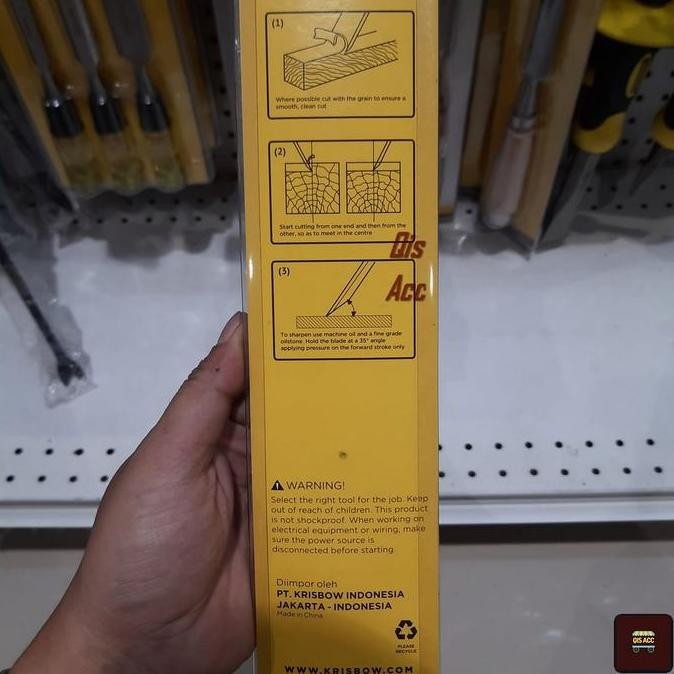 (1)
Where possible cut with the grain to ensure a
smooth, clean cut
(2)
Start cutting from one end and then from the
other, so as to meet in the centre
Qis
Acc
(3)
To sharpen use machine oil and a fine grade
oilstone. Hold the blade at a 35° angle
applying pressure on the forward stroke only
WARNING!
Select the right tool for the job. Keep
out of reach of children. This product
is not shockproof. When working on
electrical equipment or wiring, make
sure the power source is
disconnected before starting
Diimpor oleh
PT. KRISBOW INDONESIA
JAKARTA - INDONESIA
Made in China
PLEASE
RECYCLE
WWW.KRISBOW.COM
QIS ACC